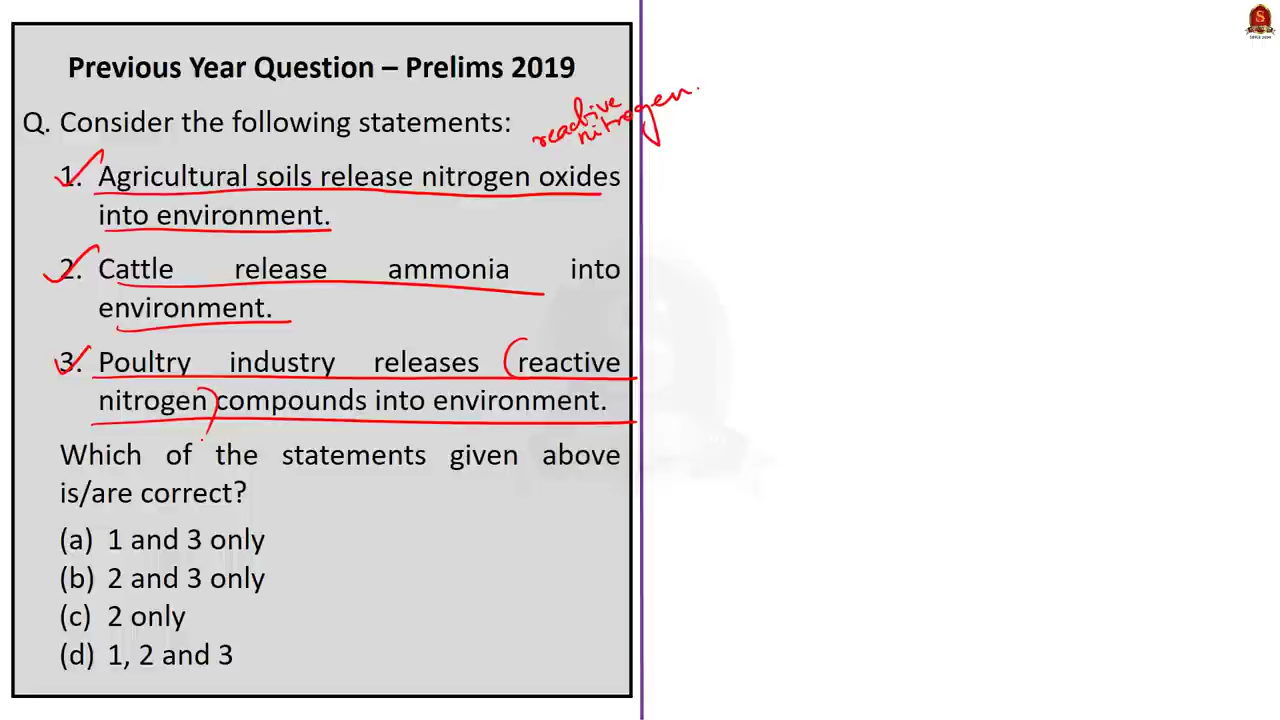 Previous Year Question – Prelims 2019
Q. Consider the following statements:
reactive
nitrogen.
1. Agricultural soils release nitrogen oxides
into environment.
2. Cattle release ammonia into
environment.
3. Poultry industry releases (reactive
nitrogen) compounds into environment.
Which of the statements given above
is/are correct?
(a) 1 and 3 only
(b) 2 and 3 only
(c) 2 only
(d) 1, 2 and 3
S